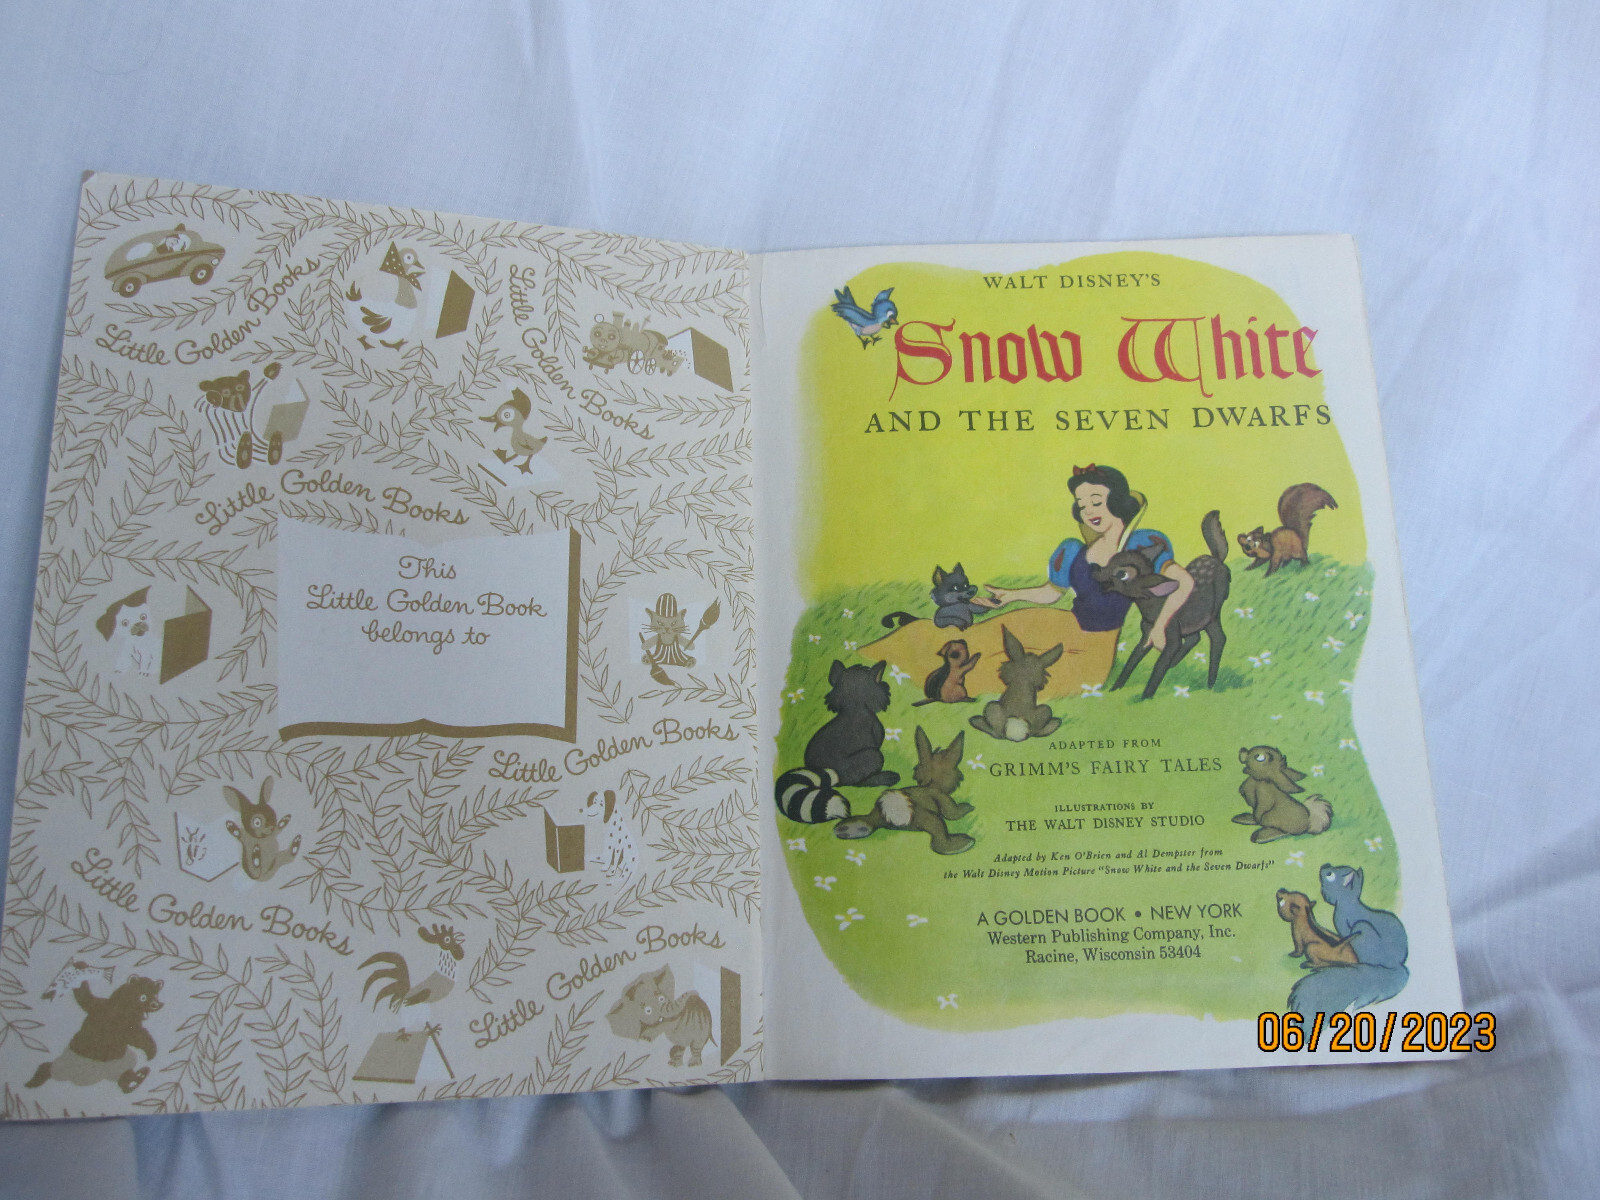 Little Golden Books
Little Golden Books
Little Golden Books
This
Little Golden Book
belongs to
Little Golden Books
Little Golden Books
Little Golden Books
WALT DISNEY'S
Snow White
AND THE SEVEN DWARFS
ADAPTED FROM
GRIMM'S FAIRY TALES
ILLUSTRATIONS BY
THE WALT DISNEY STUDIO
Adapted by Ken O'Brien and Al Dempster from
the Walt Disney Motion Picture "Snow White and the Seven Dwarfs"
A GOLDEN BOOK • NEW YORK
Western Publishing Company, Inc.
Racine, Wisconsin 53404
06/20/2023